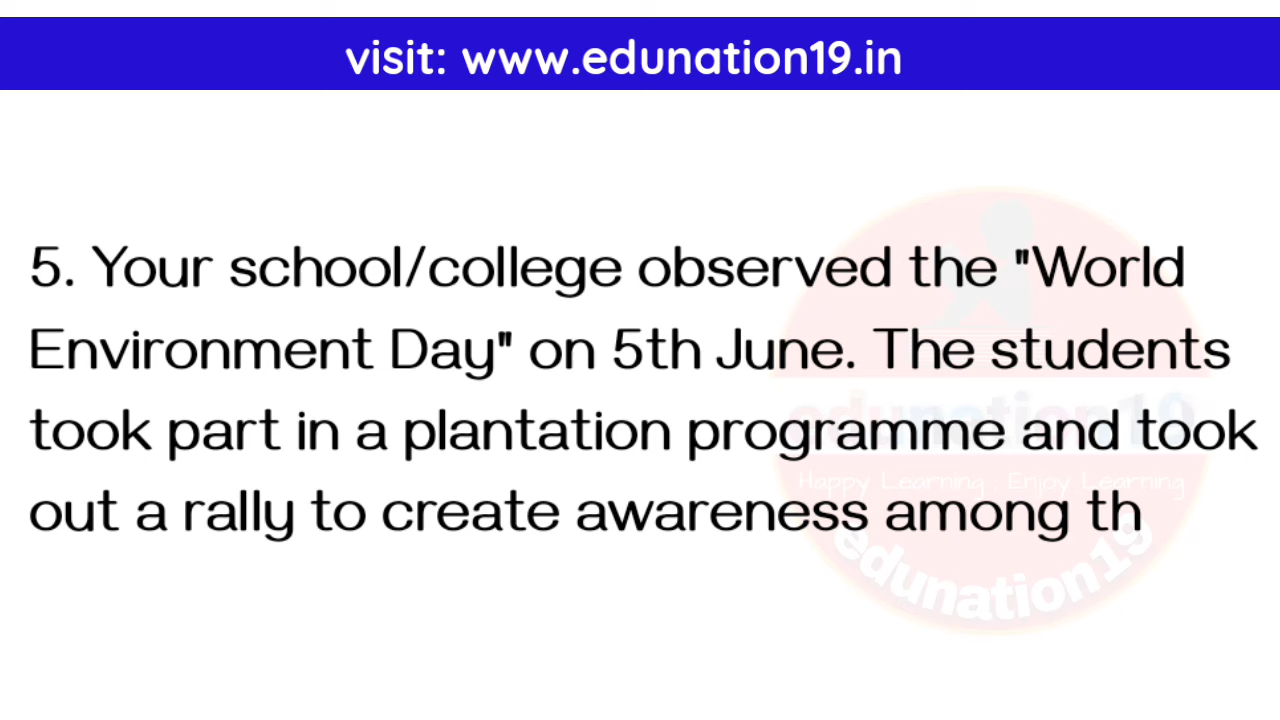 visit: www.edunation19.in
5. Your school/college observed the "World
Environment Day" on 5th June. The students
took part in a plantation programme and took
out a rally to create awareness among th
edunation19
Happy Learning : Enjoy Learning
edunation19